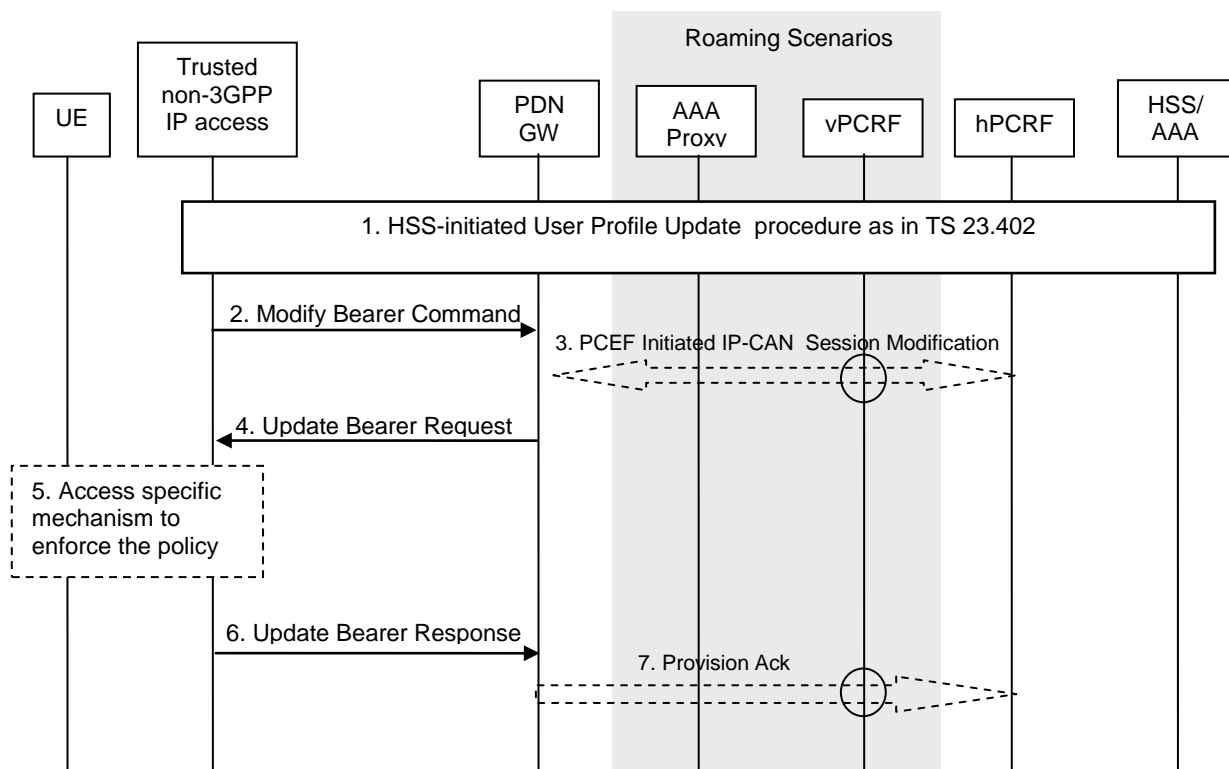 Roaming Scenarios
UE
Trusted
non-3GPP
IP access
PDN
GW
AAA
Proxy
vPCRF
hPCRF
HSS/
AAA
1. HSS-initiated User Profile Update procedure as in TS 23.402
2. Modify Bearer Command
3. PCEF Initiated IP-CAN Session Modification
4. Update Bearer Request
5. Access specific
mechanism to
enforce the policy
6. Update Bearer Response
7. Provision Ack